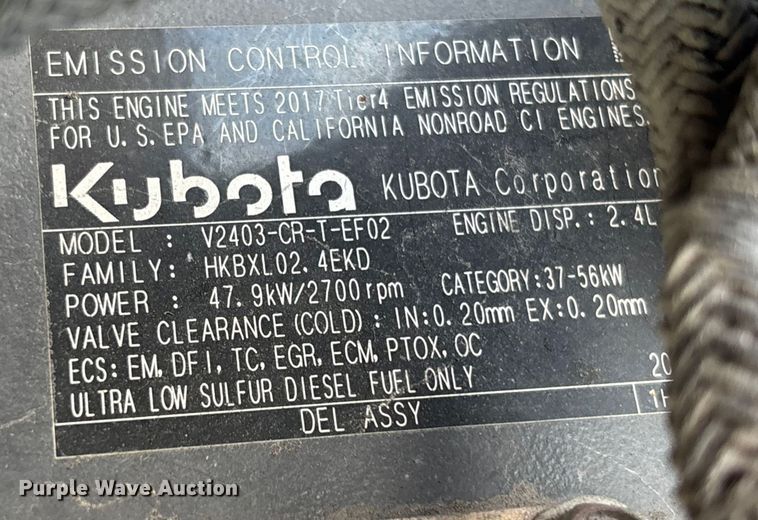 EMISSION CONTROL INFORMATION
THIS ENGINE MEETS 2017 Tier4 EMISSION REGULATIONS
FOR U.S.EPA AND CALIFORNIA NONROAD CI ENGINES.
Kubota KUBOTA Corporation
MODEL : V2403-CR-T-EF02 ENGINE DISP.: 2.4L
FAMILY: HKBXL02.4EKD
POWER : 47.9kW/2700rpm CATEGORY:37-56kW
VALVE CLEARANCE(COLD): IN:0.20mm EX:0.20mm
ECS: EM, DFI, TC, EGR, ECM, PTOX, OC
ULTRA LOW SULFUR DIESEL FUEL ONLY 20
DEL ASSY
Purple Wave Auction